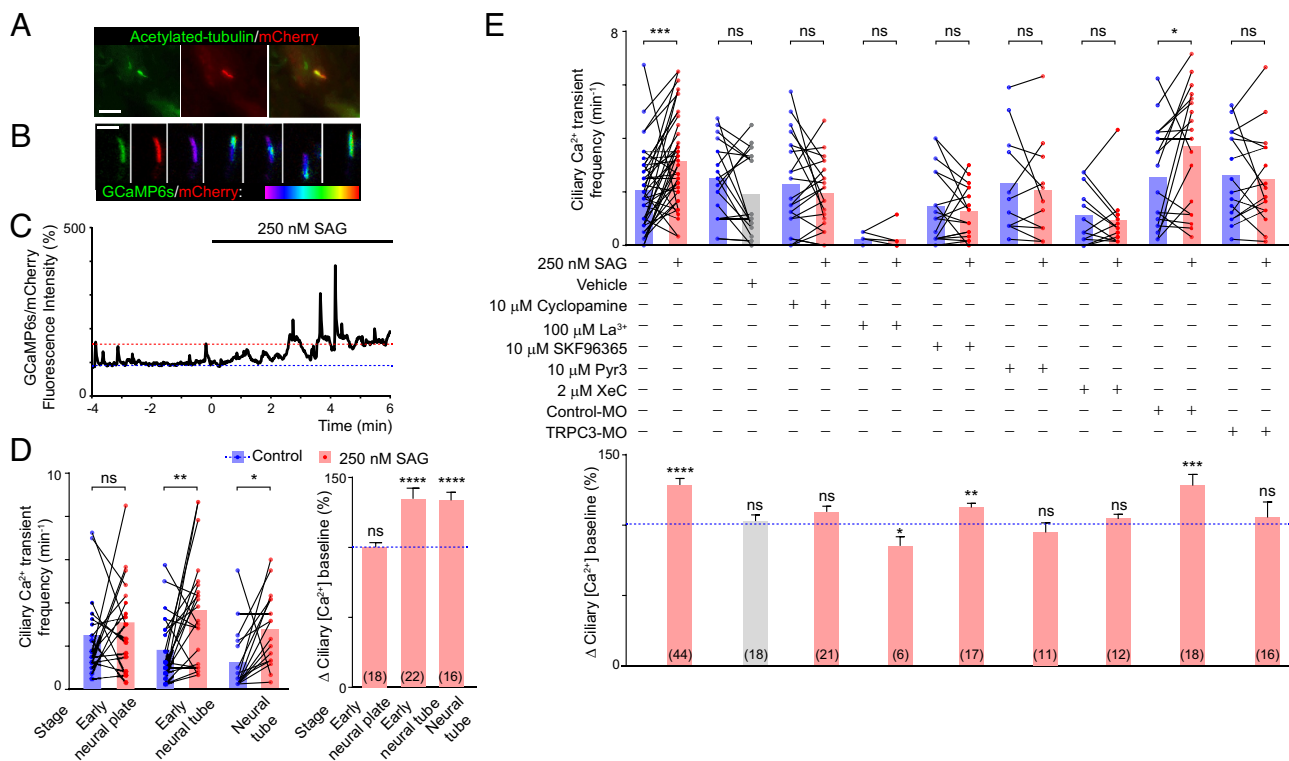 A
Acetylated-tubulin/mCherry
B
GCaMP6s/mCherry:
C
250 nM SAG
GCaMP6s/mCherry
Fluorescence Intensity (%)
500
100
0
-4 -2 0 2 4 6
Time (min)
D
Control 250 nM SAG
Ciliary Ca²⁺ transient
frequency (min⁻¹)
10
5
0
ns ** *
Stage Early neural plate Early neural tube Neural tube
Δ Ciliary [Ca²⁺] baseline (%)
150
0
ns **** ****
(18) (22) (16)
Stage Early neural plate Early neural tube Neural tube
E
Ciliary Ca²⁺ transient
frequency (min⁻¹)
8
4
0
*** ns ns ns ns ns ns * ns
250 nM SAG − + − − − + − + − + − + − + − + − +
Vehicle − − − + − − − − − − − − − − − − − −
10 µM Cyclopamine − − − − + + − − − − − − − − − − − −
100 µM La³⁺ − − − − − − + + − − − − − − − − − −
10 µM SKF96365 − − − − − − − − + + − − − − − − − −
10 µM Pyr3 − − − − − − − − − − + + − − − − − −
2 µM XeC − − − − − − − − − − − − + + − − − −
Control-MO − − − − − − − − − − − − − − + + − −
TRPC3-MO − − − − − − − − − − − − − − − − + +
Δ Ciliary [Ca²⁺] baseline (%)
150
0
**** ns ns * ** ns ns *** ns
(44) (18) (21) (6) (17) (11) (12) (18) (16)